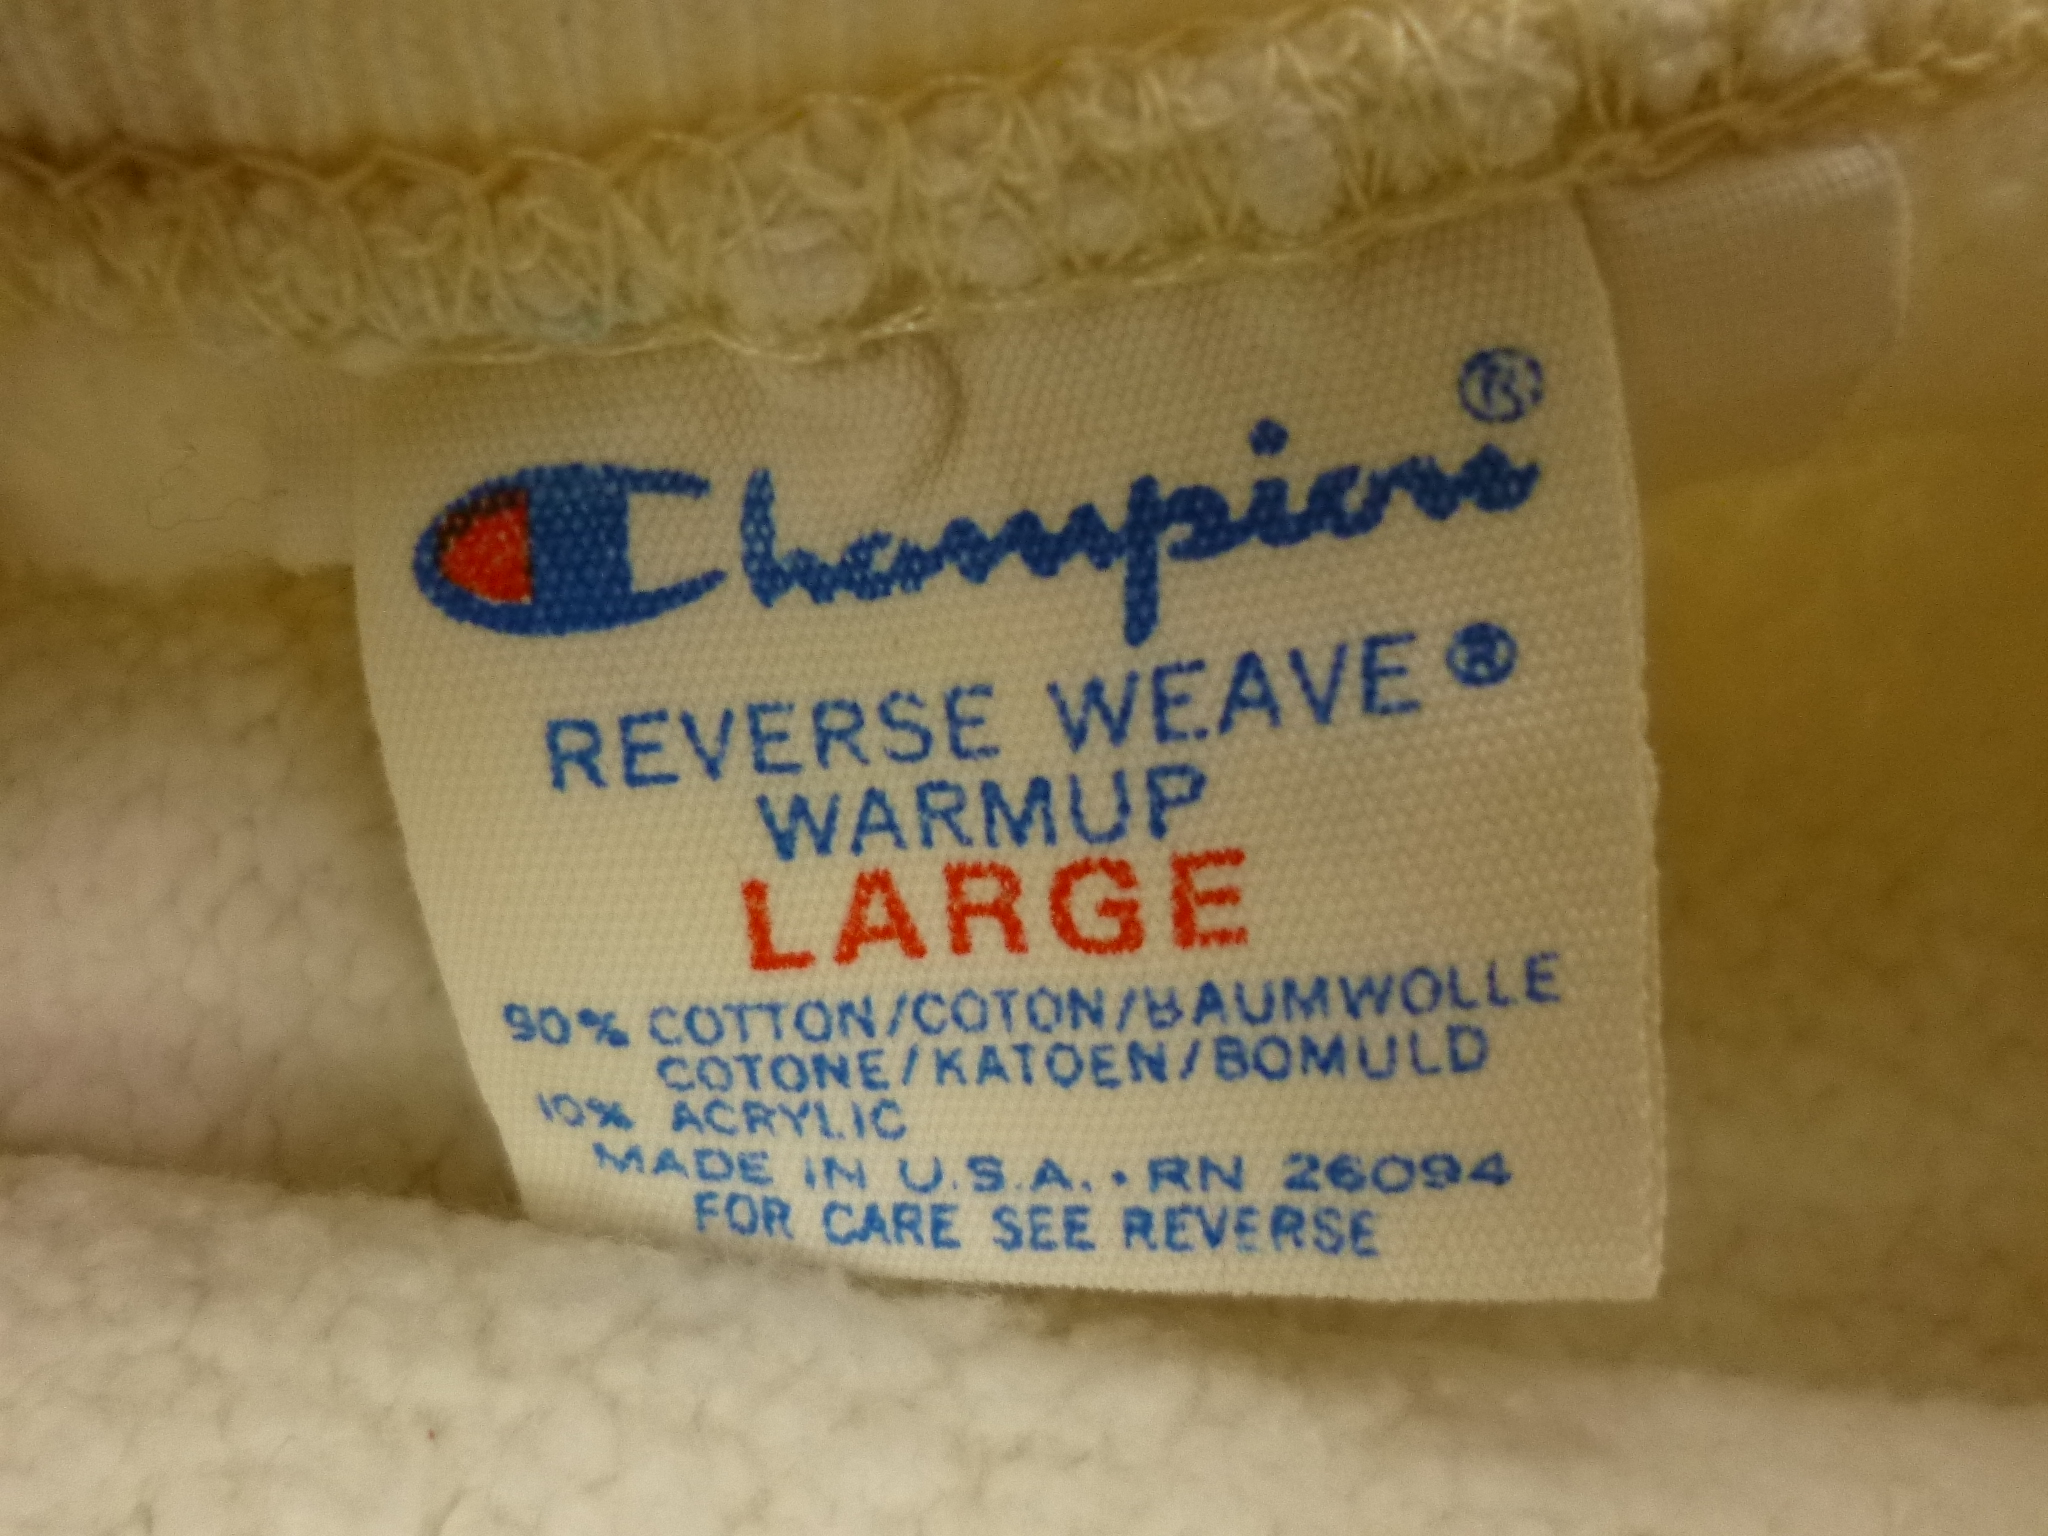 Champion®
REVERSE WEAVE®
WARMUP
LARGE
90% COTTON/COTON/BAUMWOLLE
COTONE/KATOEN/BOMULD
10% ACRYLIC
MADE IN U.S.A. • RN 26094
FOR CARE SEE REVERSE